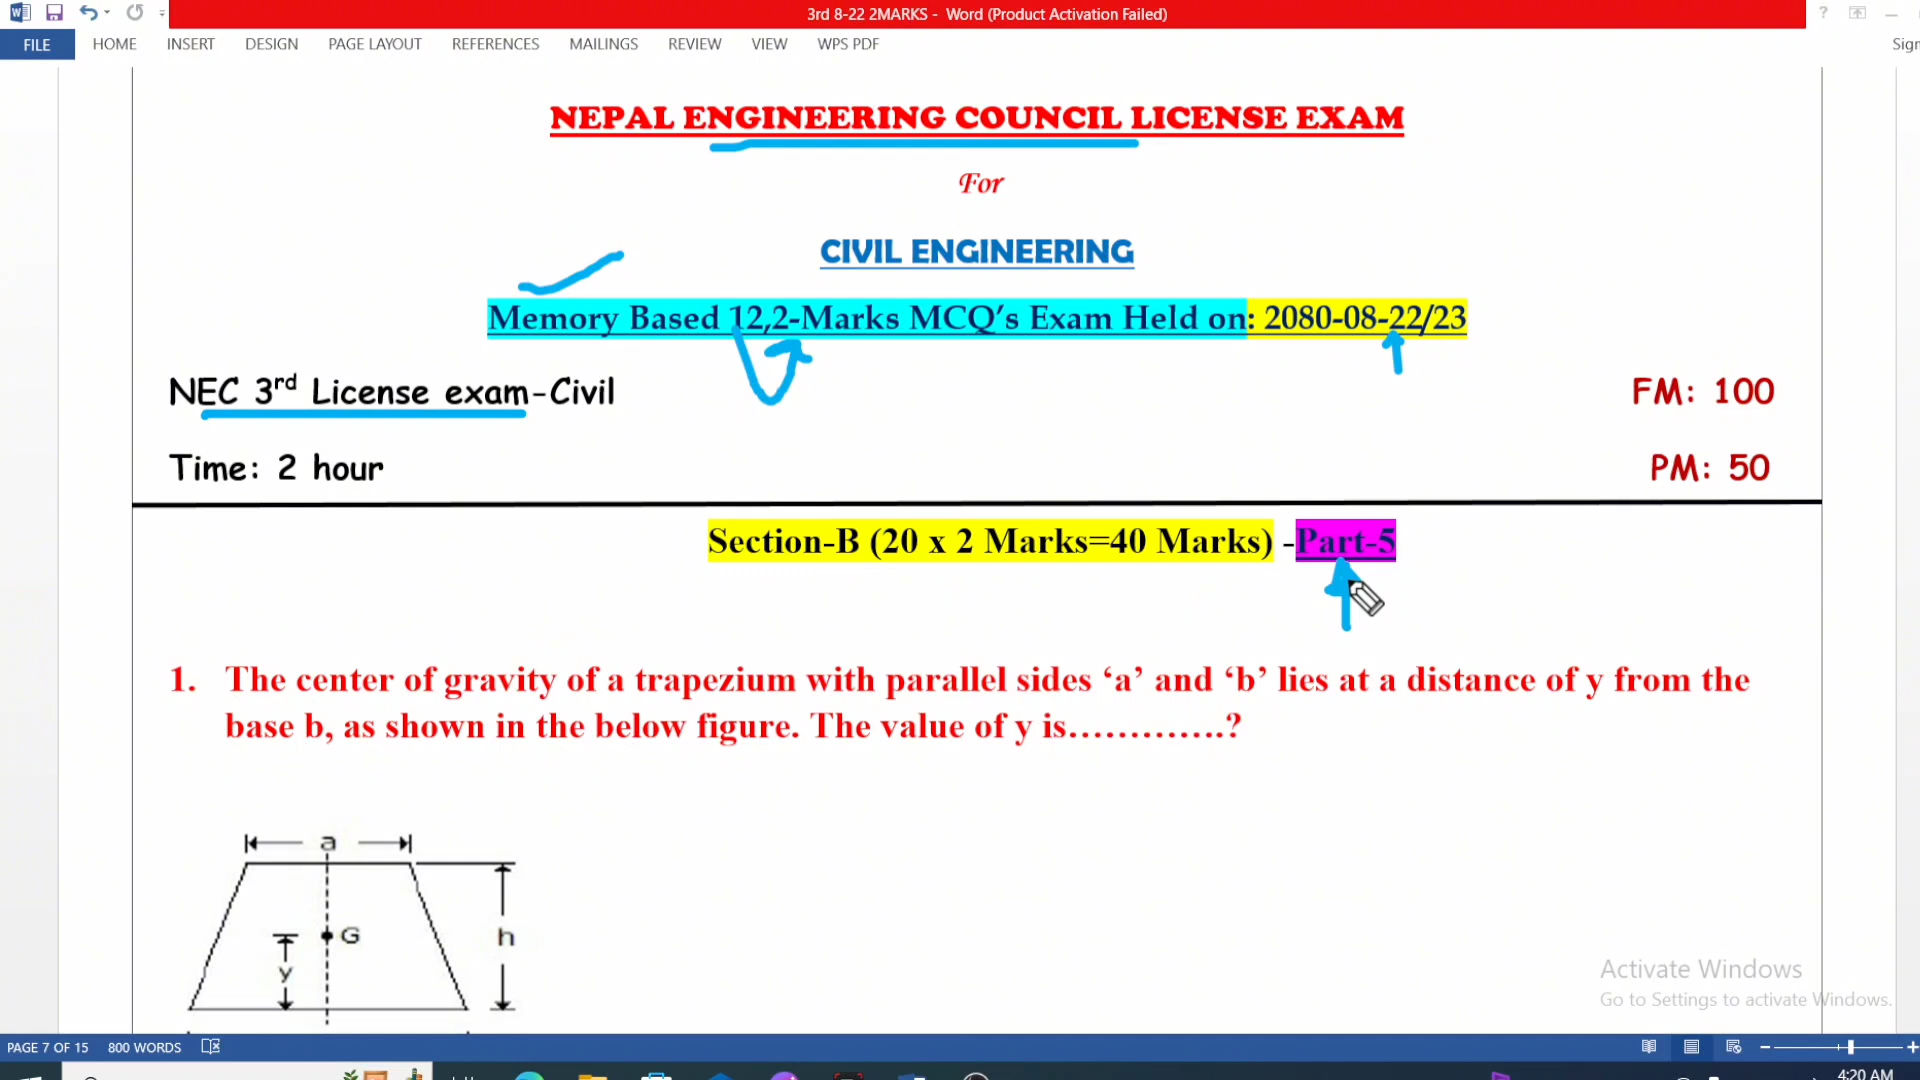 3rd 8-22 2MARKS - Word (Product Activation Failed)
FILE HOME INSERT DESIGN PAGE LAYOUT REFERENCES MAILINGS REVIEW VIEW WPS PDF
NEPAL ENGINEERING COUNCIL LICENSE EXAM
For
CIVIL ENGINEERING
Memory Based 12,2-Marks MCQ’s Exam Held on: 2080-08-22/23
NEC 3rd License exam-Civil FM: 100
Time: 2 hour PM: 50
Section-B (20 x 2 Marks=40 Marks) -Part-5
1. The center of gravity of a trapezium with parallel sides ‘a’ and ‘b’ lies at a distance of y from the
base b, as shown in the below figure. The value of y is………….?
a
G
h
y
Activate Windows
Go to Settings to activate Windows.
PAGE 7 OF 15 800 WORDS
4:20 AM